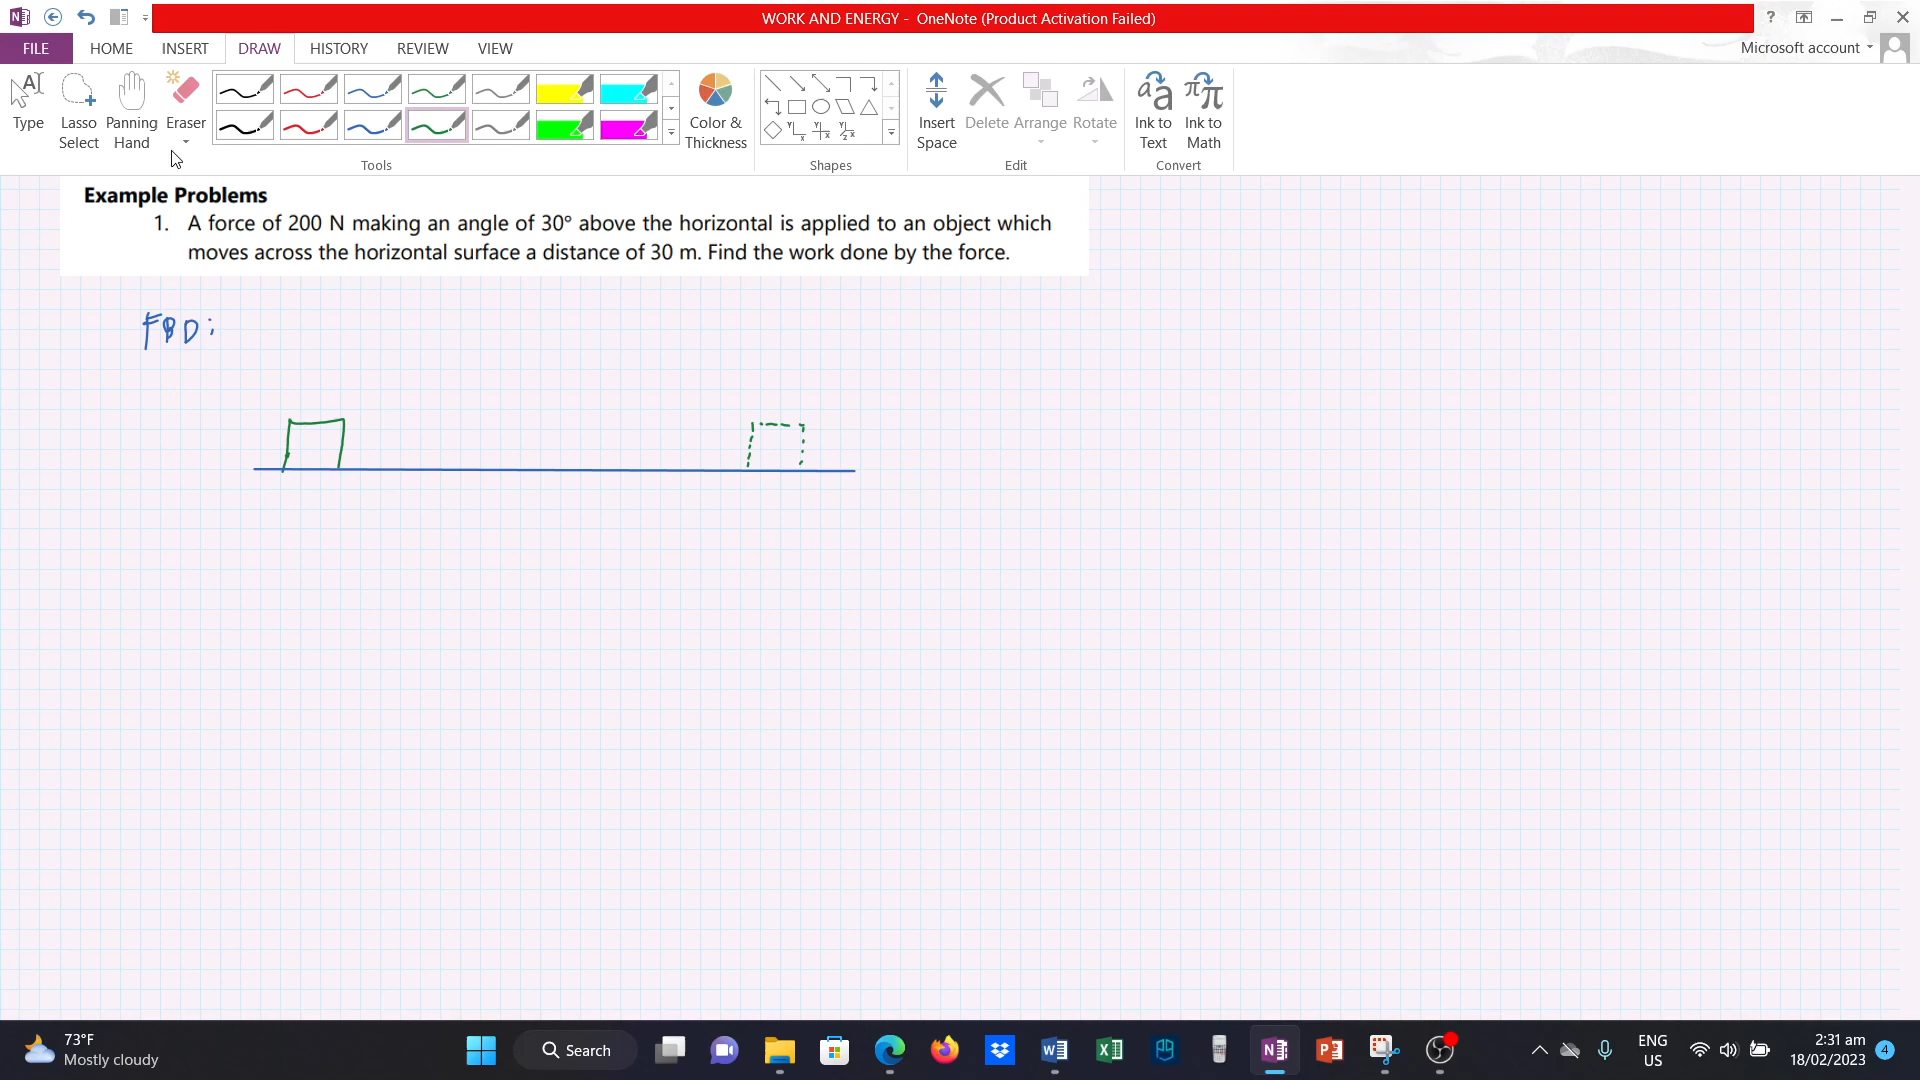 WORK AND ENERGY - OneNote (Product Activation Failed)
?
FILE HOME INSERT DRAW HISTORY REVIEW VIEW
Microsoft account
Type
Lasso Select
Panning Hand
Eraser
Color & Thickness
Insert Space
Delete Arrange Rotate
Ink to Text
Ink to Math
Tools Shapes Edit Convert
Example Problems
1. A force of 200 N making an angle of 30° above the horizontal is applied to an object which
moves across the horizontal surface a distance of 30 m. Find the work done by the force.
FBD:
73°F
Mostly cloudy
Search
ENG
US
2:31 am
18/02/2023
4